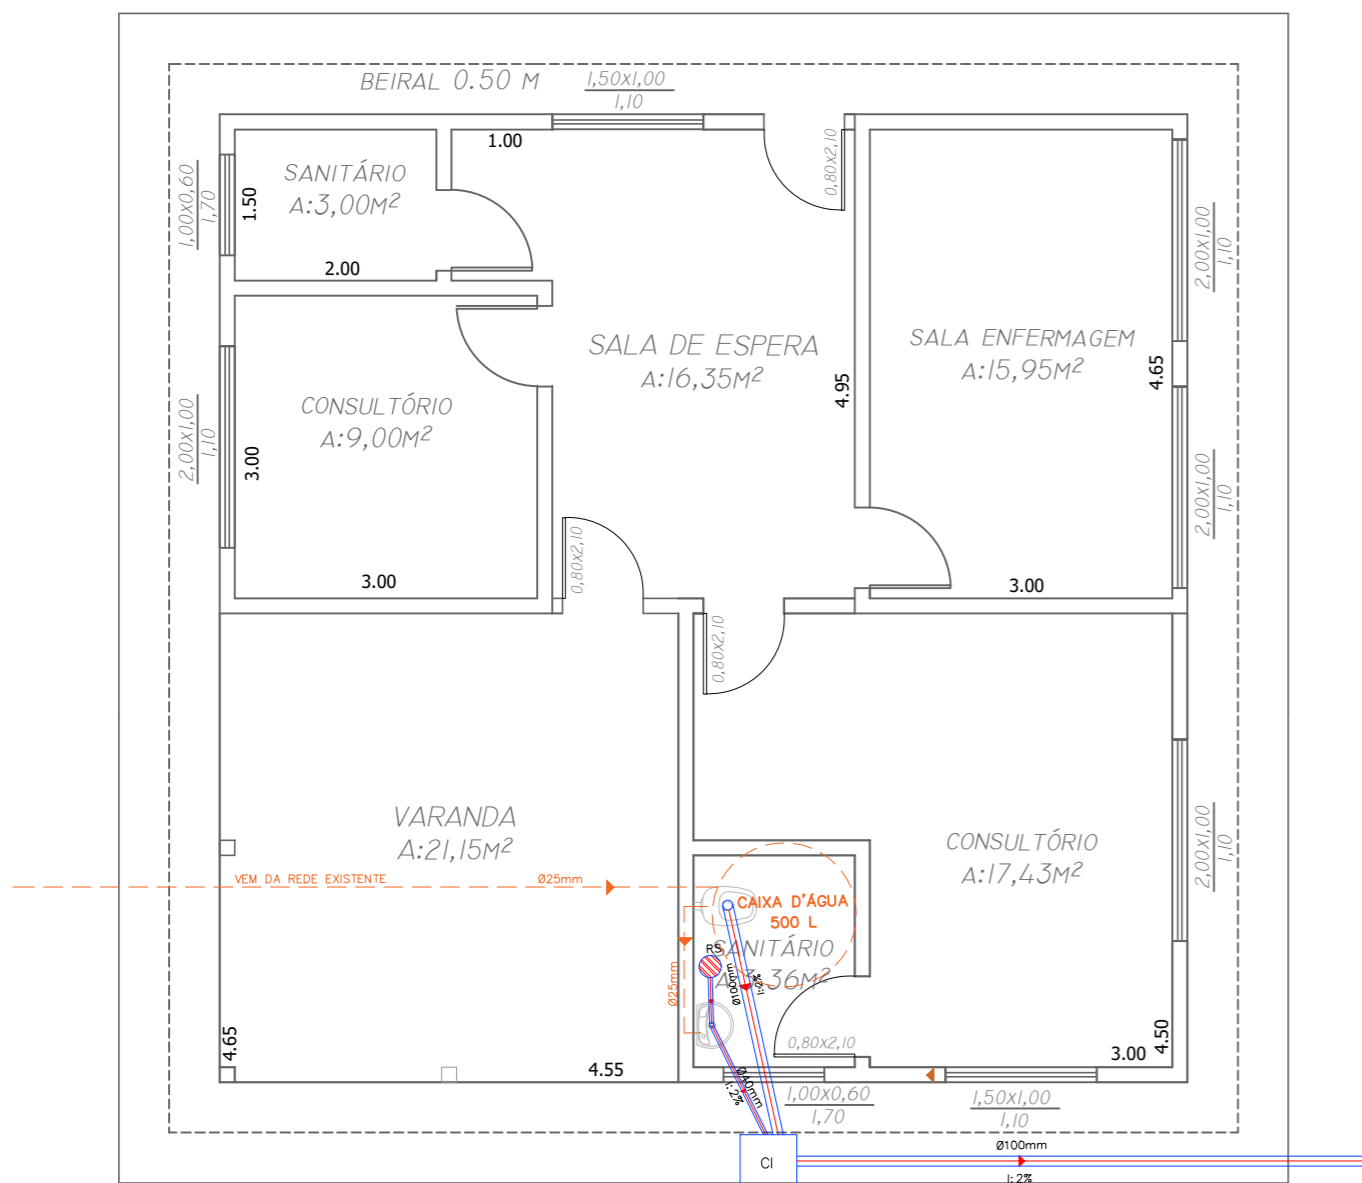 BEIRAL 0.50 M
1,50X1,00
1,10
1.00
0,80X2,10
SANITÁRIO
A:3,00M²
1.50
2.00
1,00X0,60
1,70
2,00X1,00
1,10
SALA DE ESPERA
A:16,35M²
4.95
SALA ENFERMAGEM
A:15,95M²
4.65
3.00
CONSULTÓRIO
A:9,00M²
3.00
3.00
2,00X1,00
1,10
2,00X1,00
1,10
0,80X2,10
0,80X2,10
VARANDA
A:21,15M²
VEM DA REDE EXISTENTE
Ø25mm
4.65
4.55
CONSULTÓRIO
A:17,43M²
2,00X1,00
1,10
CAIXA D'ÁGUA
500 L
SANITÁRIO
A:3,36M²
RS
Ø100mm
I:2%
Ø25mm
0,80X2,10
3.00
4.50
Ø40mm
I: 2%
1,00X0,60
1,70
1,50X1,00
1,10
CI
Ø100mm
I: 2%